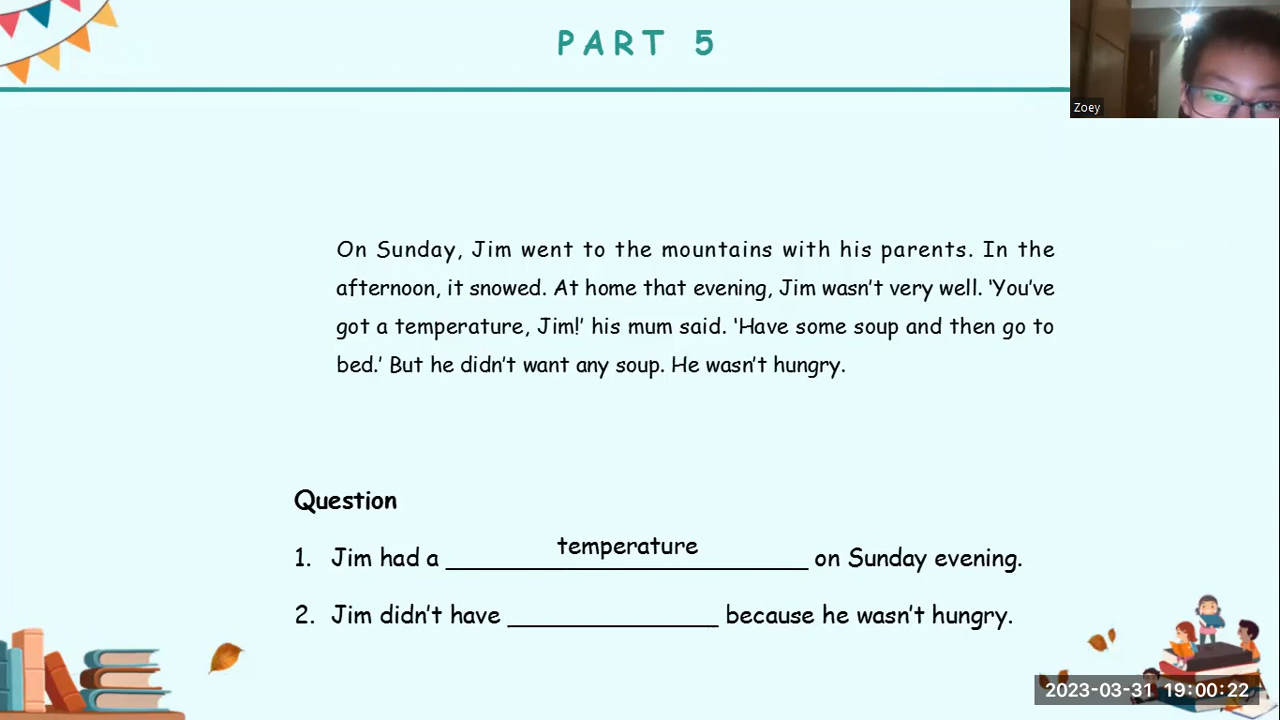 PART 5
Zoey
On Sunday, Jim went to the mountains with his parents. In the
afternoon, it snowed. At home that evening, Jim wasn't very well. 'You've
got a temperature, Jim!' his mum said. 'Have some soup and then go to
bed.' But he didn't want any soup. He wasn't hungry.
Question
1. Jim had a temperature on Sunday evening.
2. Jim didn't have ______________ because he wasn't hungry.
2023-03-31 19:00:22